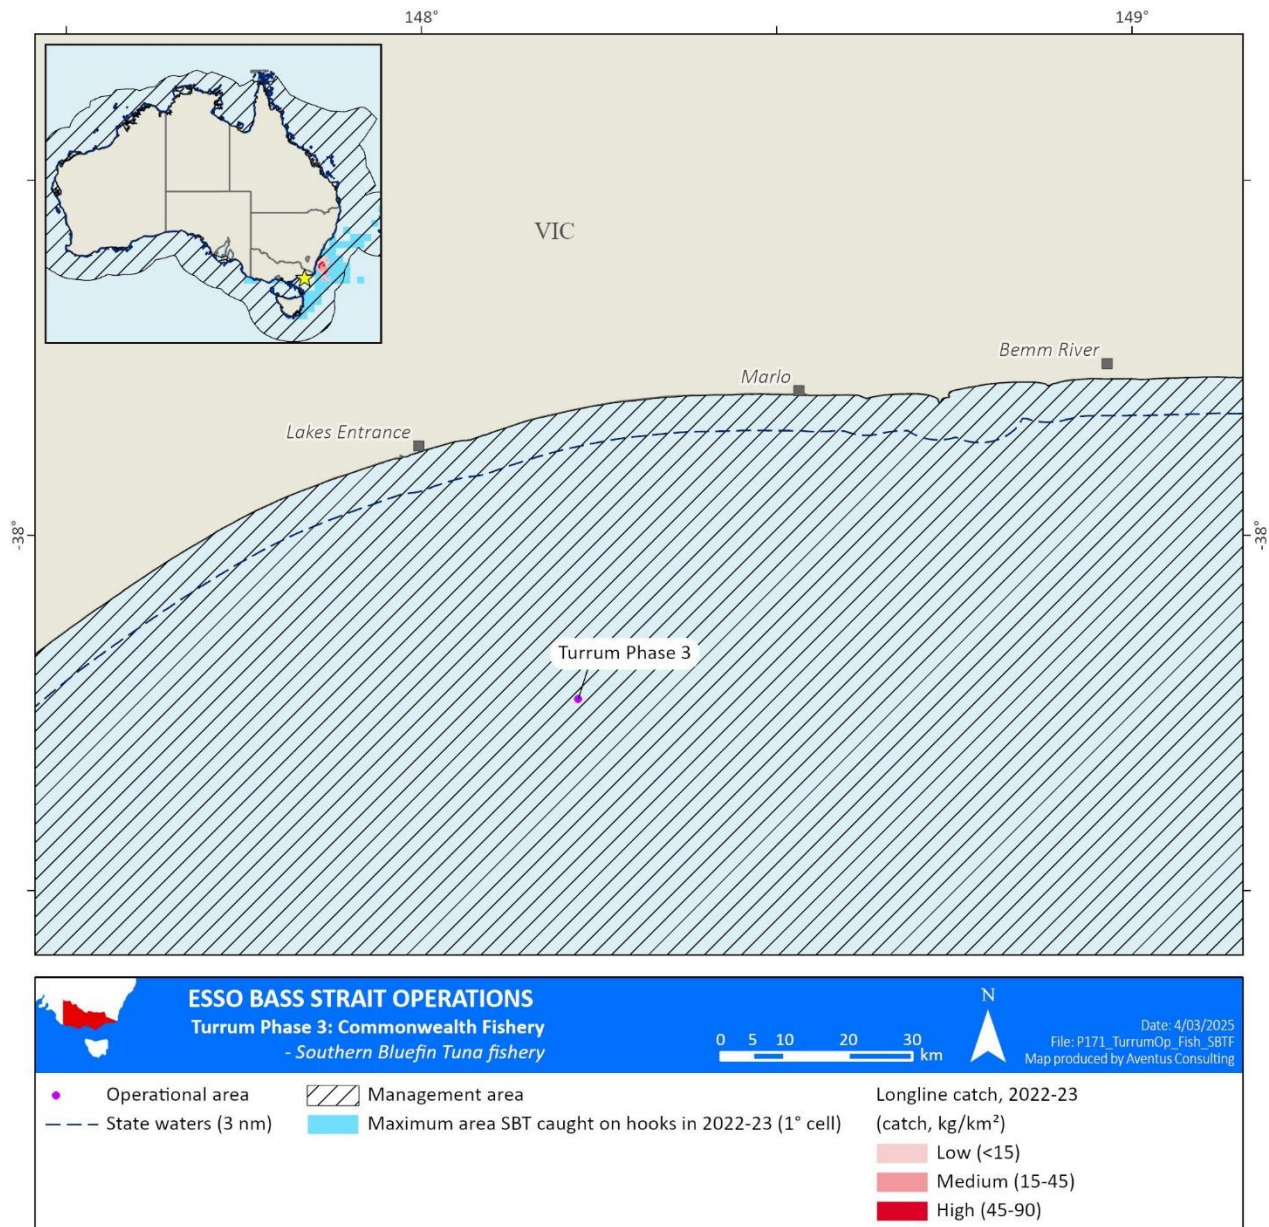 148°
149°
VIC
Bemm River
Marlo
Lakes Entrance
-38°
-38°
Turrum Phase 3
ESSO BASS STRAIT OPERATIONS
Turrum Phase 3: Commonwealth Fishery
- Southern Bluefin Tuna fishery
0 5 10 20 30
km
N
Date: 4/03/2025
File: P171_TurrumOp_Fish_SBTF
Map produced by Aventus Consulting
Operational area
State waters (3 nm)
Management area
Maximum area SBT caught on hooks in 2022-23 (1° cell)
Longline catch, 2022-23
(catch, kg/km²)
Low (<15)
Medium (15-45)
High (45-90)